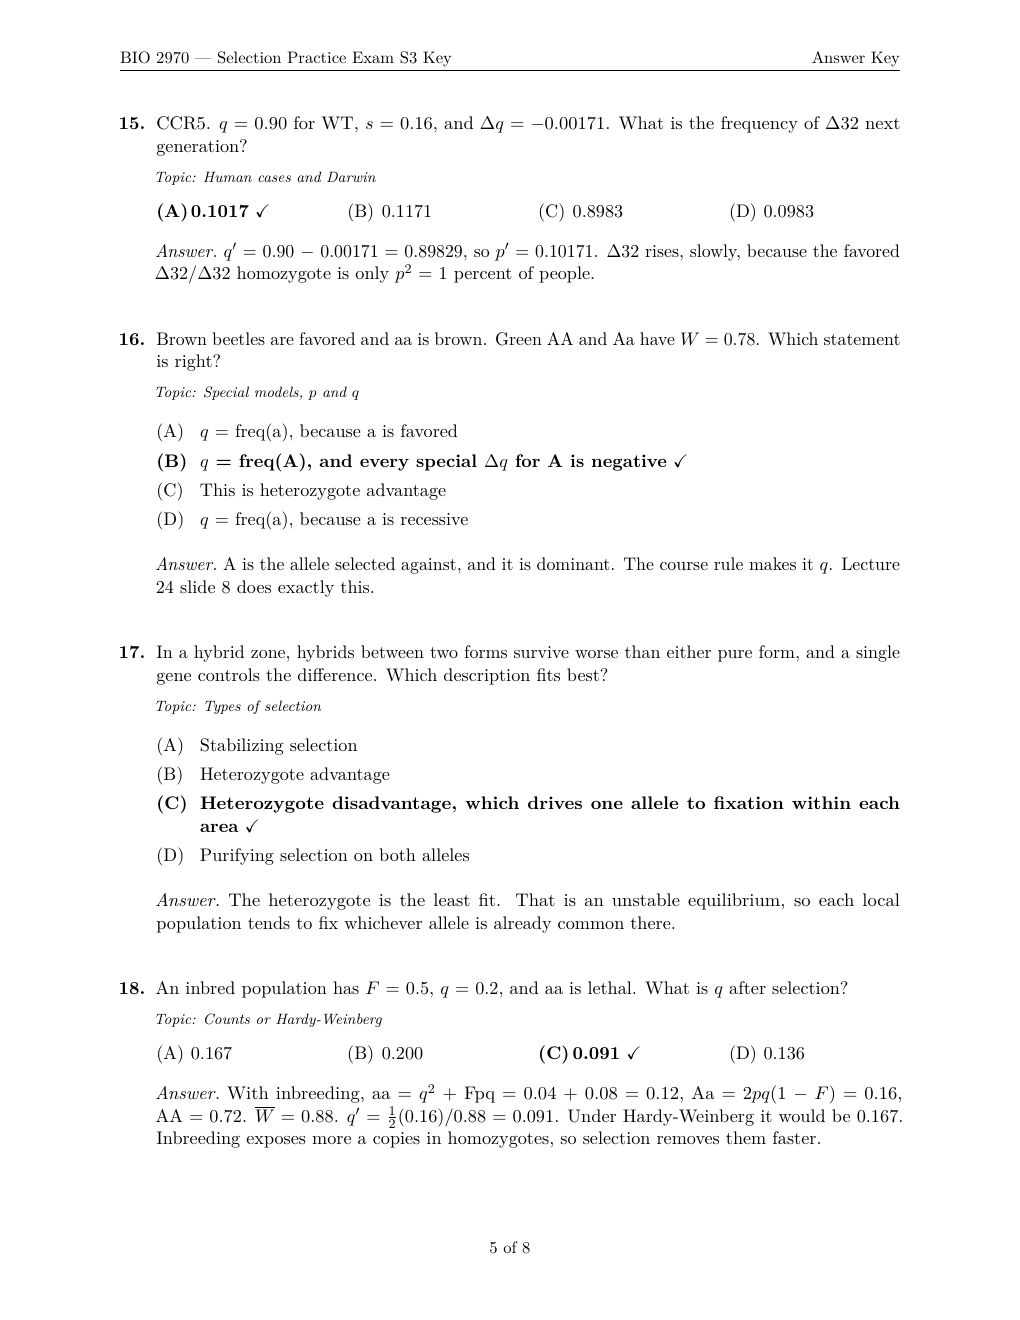 BIO 2970 — Selection Practice Exam S3 Key Answer Key
15. CCR5. q = 0.90 for WT, s = 0.16, and Δq = −0.00171. What is the frequency of Δ32 next
generation?
Topic: Human cases and Darwin
(A) 0.1017 ✓ (B) 0.1171 (C) 0.8983 (D) 0.0983
Answer. q′ = 0.90 − 0.00171 = 0.89829, so p′ = 0.10171. Δ32 rises, slowly, because the favored
Δ32/Δ32 homozygote is only p² = 1 percent of people.
16. Brown beetles are favored and aa is brown. Green AA and Aa have W = 0.78. Which statement
is right?
Topic: Special models, p and q
(A) q = freq(a), because a is favored
(B) q = freq(A), and every special Δq for A is negative ✓
(C) This is heterozygote advantage
(D) q = freq(a), because a is recessive
Answer. A is the allele selected against, and it is dominant. The course rule makes it q. Lecture
24 slide 8 does exactly this.
17. In a hybrid zone, hybrids between two forms survive worse than either pure form, and a single
gene controls the difference. Which description fits best?
Topic: Types of selection
(A) Stabilizing selection
(B) Heterozygote advantage
(C) Heterozygote disadvantage, which drives one allele to fixation within each
area ✓
(D) Purifying selection on both alleles
Answer. The heterozygote is the least fit. That is an unstable equilibrium, so each local
population tends to fix whichever allele is already common there.
18. An inbred population has F = 0.5, q = 0.2, and aa is lethal. What is q after selection?
Topic: Counts or Hardy-Weinberg
(A) 0.167 (B) 0.200 (C) 0.091 ✓ (D) 0.136
Answer. With inbreeding, aa = q² + Fpq = 0.04 + 0.08 = 0.12, Aa = 2pq(1 − F) = 0.16,
AA = 0.72. W̅ = 0.88. q′ = ½(0.16)/0.88 = 0.091. Under Hardy-Weinberg it would be 0.167.
Inbreeding exposes more a copies in homozygotes, so selection removes them faster.
5 of 8